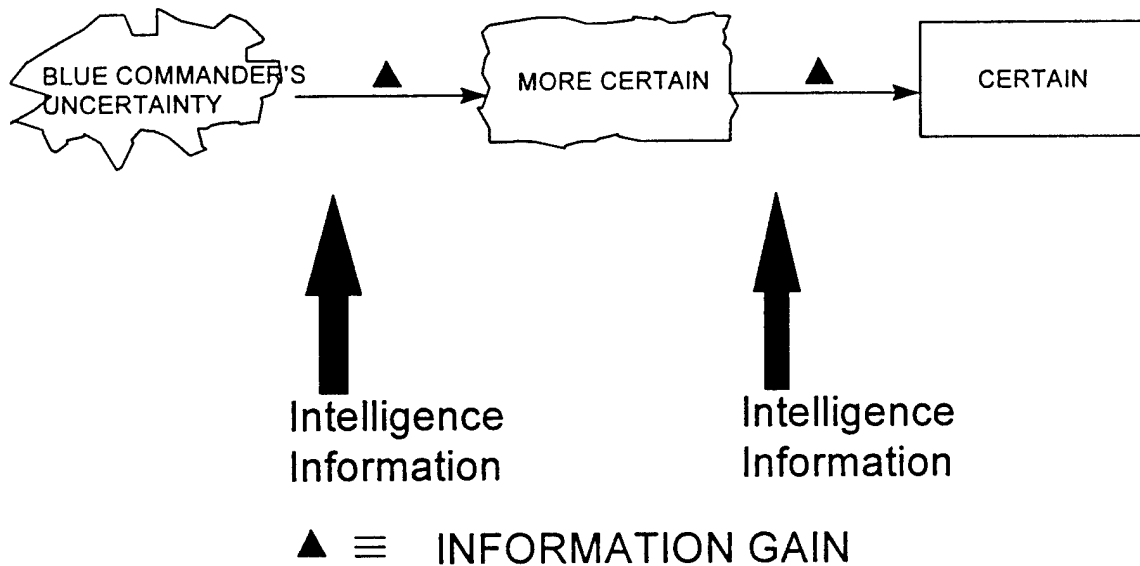 BLUE COMMANDER'S
UNCERTAINTY
▲
MORE CERTAIN
▲
CERTAIN
Intelligence
Information
Intelligence
Information
▲ ≡ INFORMATION GAIN